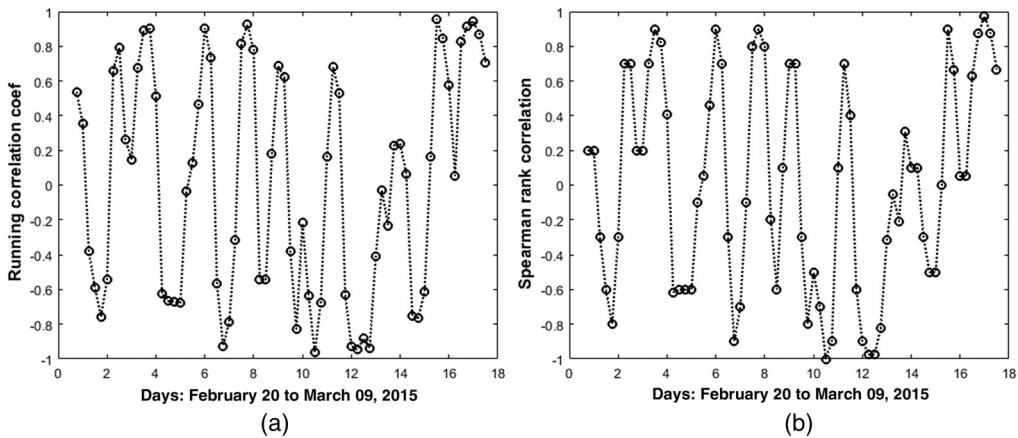 1
0.8
0.6
0.4
0.2
0
-0.2
-0.4
-0.6
-0.8
-1
Running correlation coef
0 2 4 6 8 10 12 14 16 18
Days: February 20 to March 09, 2015
(a)
1
0.8
0.6
0.4
0.2
0
-0.2
-0.4
-0.6
-0.8
-1
Spearman rank correlation
0 2 4 6 8 10 12 14 16 18
Days: February 20 to March 09, 2015
(b)